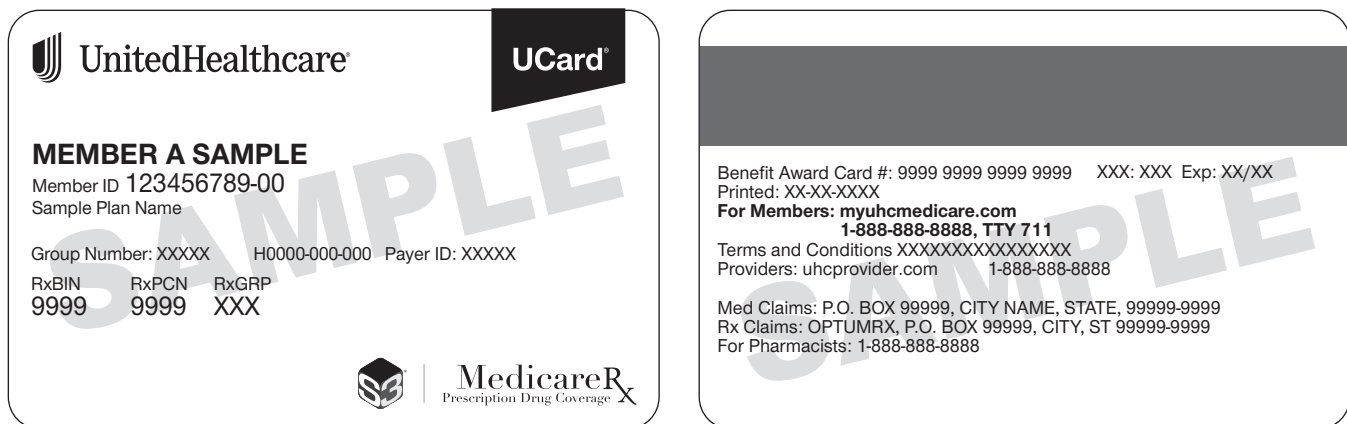 UnitedHealthcare®
UCard®
MEMBER A SAMPLE
Member ID 123456789-00
Sample Plan Name
Group Number: XXXXX H0000-000-000 Payer ID: XXXXX
RxBIN RxPCN RxGRP
9999 9999 XXX
SAMPLE
S3
MedicareRx
Prescription Drug Coverage
Benefit Award Card #: 9999 9999 9999 9999 XXX: XXX Exp: XX/XX
Printed: XX-XX-XXXX
For Members: myuhcmedicare.com
1-888-888-8888, TTY 711
Terms and Conditions XXXXXXXXXXXXXXXX
Providers: uhcprovider.com 1-888-888-8888
Med Claims: P.O. BOX 99999, CITY NAME, STATE, 99999-9999
Rx Claims: OPTUMRX, P.O. BOX 99999, CITY, ST 99999-9999
For Pharmacists: 1-888-888-8888
SAMPLE